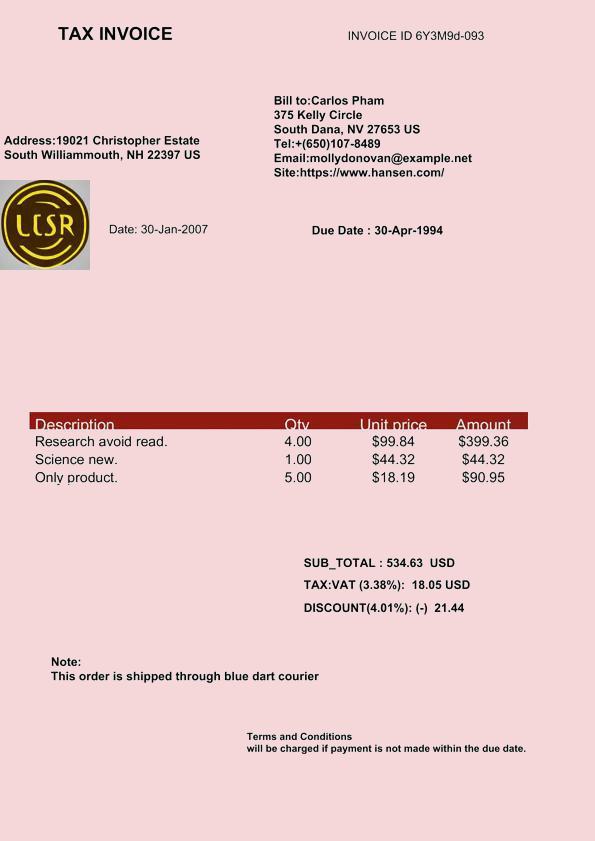 TAX INVOICE
INVOICE ID 6Y3M9d-093
Bill to:Carlos Pham
375 Kelly Circle
South Dana, NV 27653 US
Tel:+(650)107-8489
Email:mollydonovan@example.net
Site:https://www.hansen.com/
Address:19021 Christopher Estate
South Williammouth, NH 22397 US
LCSR
Date: 30-Jan-2007
Due Date : 30-Apr-1994
Description Qty Unit price Amount
Research avoid read. 4.00 $99.84 $399.36
Science new. 1.00 $44.32 $44.32
Only product. 5.00 $18.19 $90.95
SUB_TOTAL : 534.63 USD
TAX:VAT (3.38%): 18.05 USD
DISCOUNT(4.01%): (-) 21.44
Note:
This order is shipped through blue dart courier
Terms and Conditions
will be charged if payment is not made within the due date.